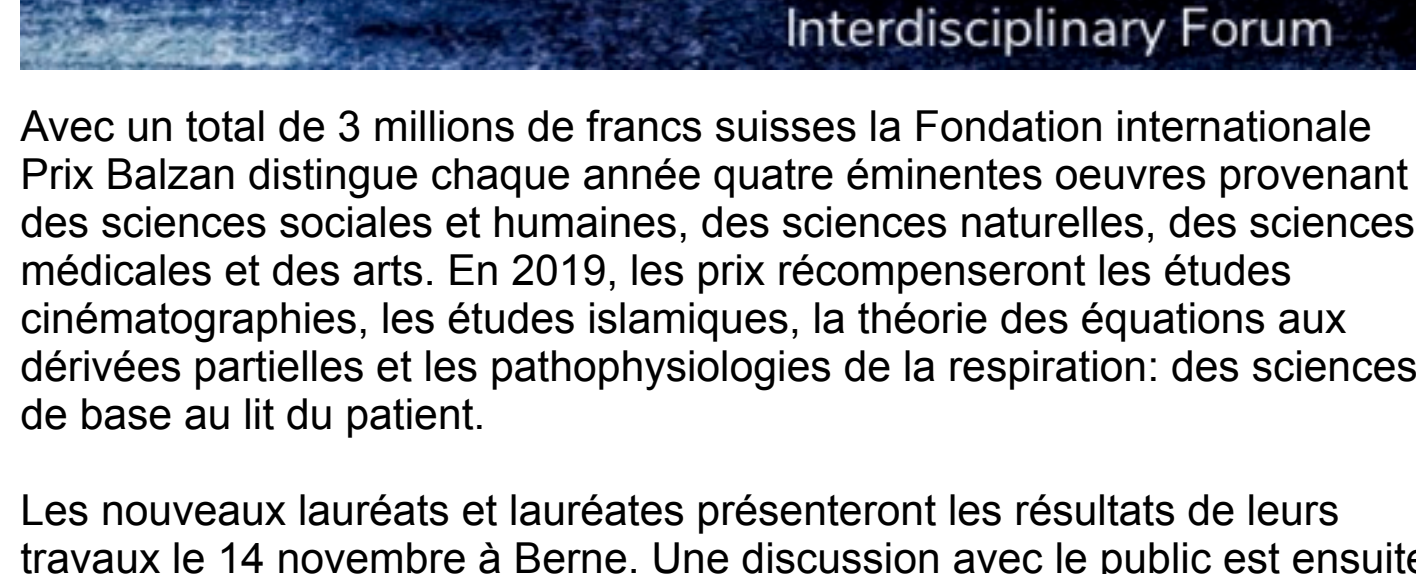 Interdisciplinary Forum
Avec un total de 3 millions de francs suisses la Fondation internationale
Prix Balzan distingue chaque année quatre éminentes oeuvres provenant
des sciences sociales et humaines, des sciences naturelles, des sciences
médicales et des arts. En 2019, les prix récompenseront les études
cinématographies, les études islamiques, la théorie des équations aux
dérivées partielles et les pathophysiologies de la respiration: des sciences
de base au lit du patient.
Les nouveaux lauréats et lauréates présenteront les résultats de leurs
travaux le 14 novembre à Berne. Une discussion avec le public est ensuite